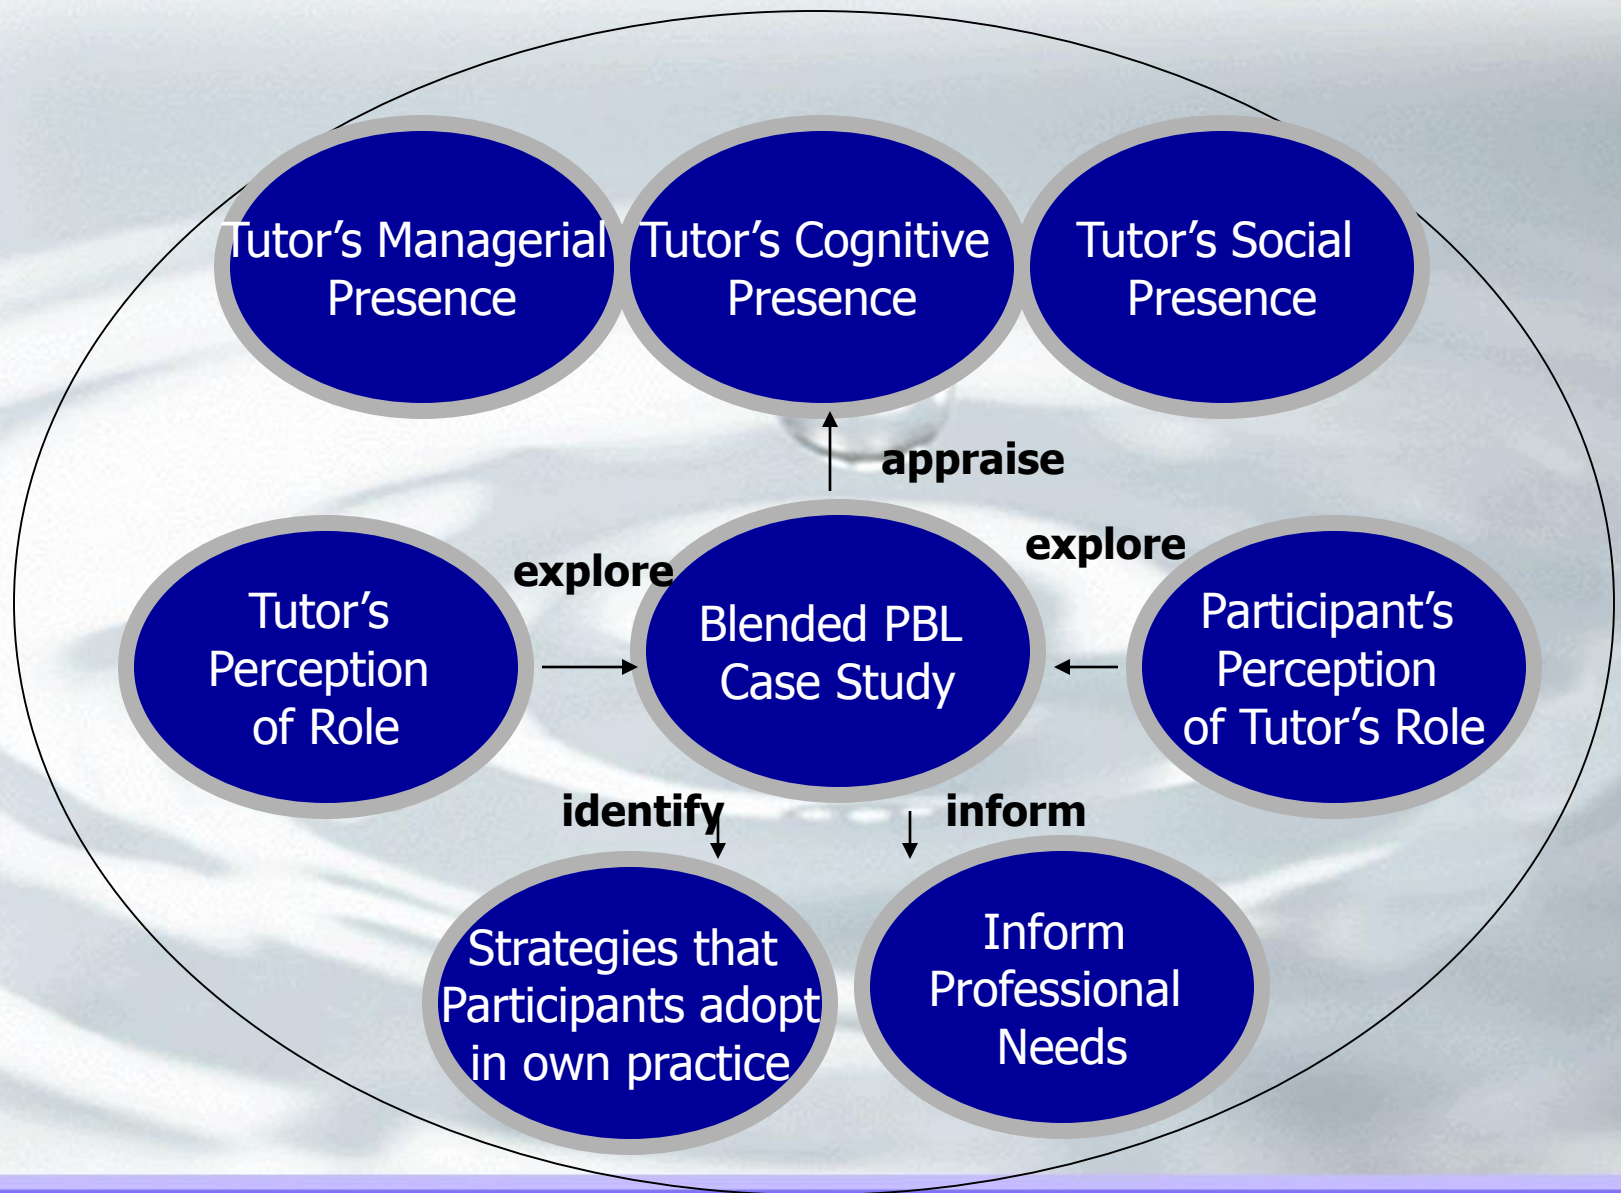 Tutor’s Managerial
Presence
Tutor’s Cognitive
Presence
Tutor’s Social
Presence
appraise
explore
explore
Tutor’s
Perception
of Role
Blended PBL
Case Study
Participant’s
Perception
of Tutor’s Role
identify
inform
Strategies that
Participants adopt
in own practice
Inform
Professional
Needs